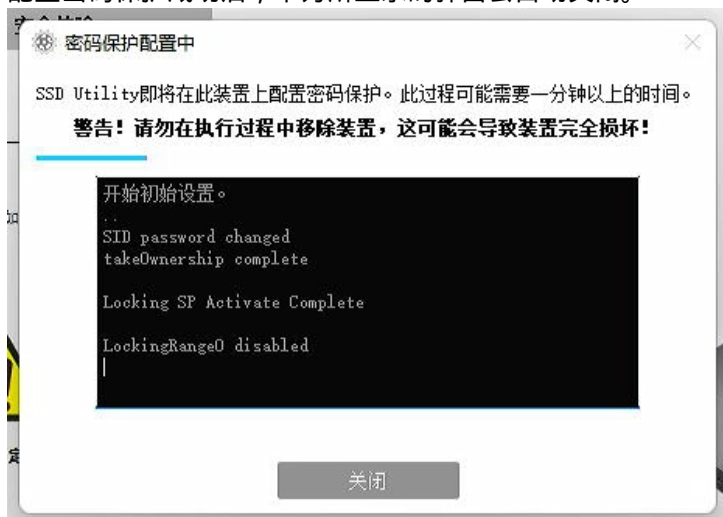 密码保护配置中
SSD Utility即将在此装置上配置密码保护。此过程可能需要一分钟以上的时间。
警告！请勿在执行过程中移除装置，这可能会导致装置完全损坏！
开始初始设置。
..
SID password changed
takeOwnership complete
Locking SP Activate Complete
LockingRange0 disabled
加
定
关闭